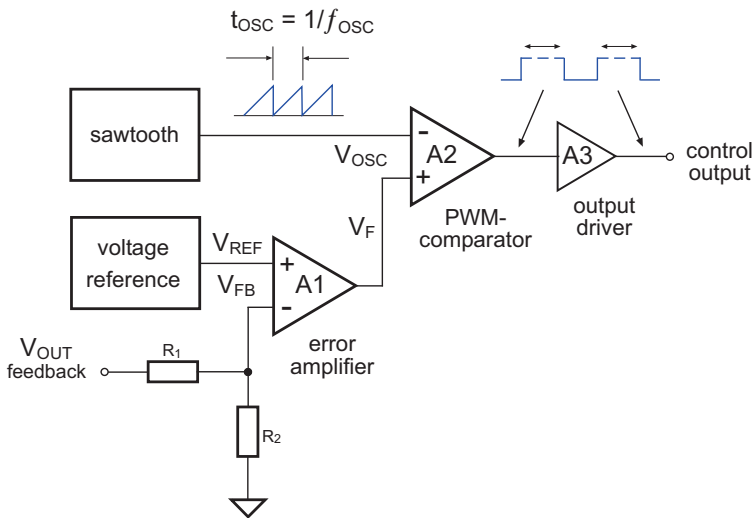 tOSC = 1/fOSC
sawtooth
VOSC
-
A2
+
A3
control
output
PWM-
comparator
output
driver
VF
voltage
reference
VREF
VFB
+
A1
-
error
amplifier
VOUT
feedback
R1
R2